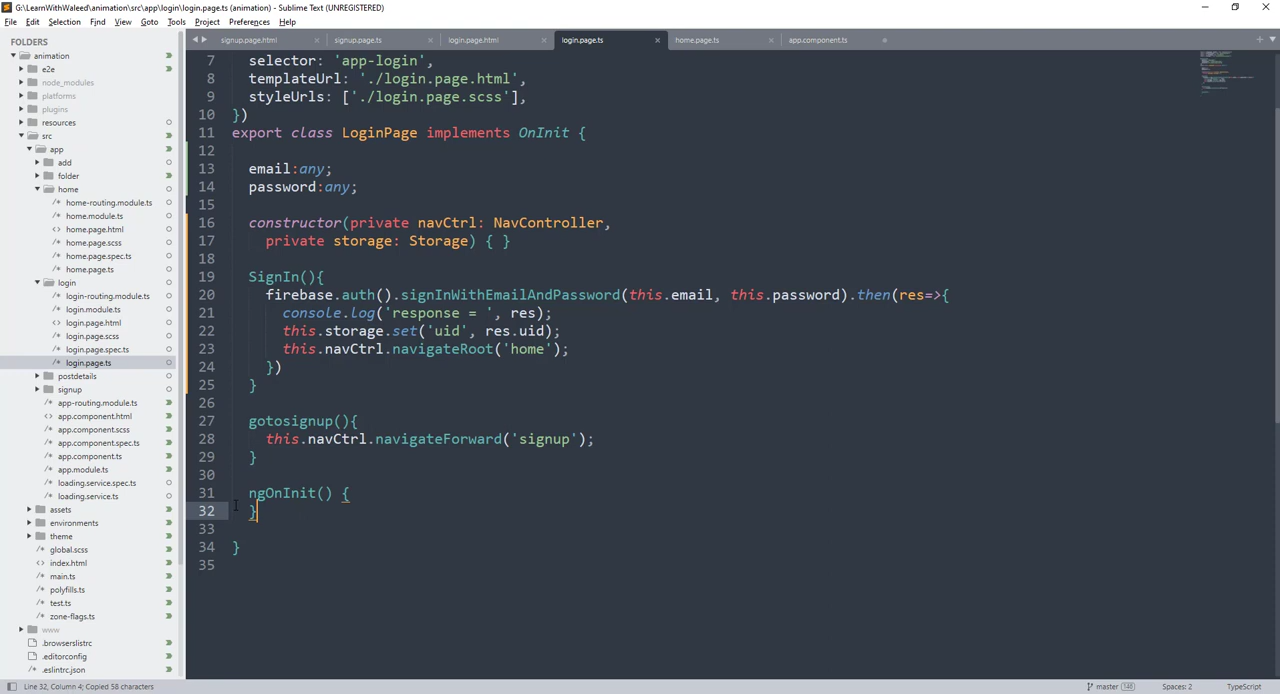 G:\LearnWithWaleed\animation\src\app\login\login.page.ts (animation) - Sublime Text (UNREGISTERED)
File Edit Selection Find View Goto Tools Project Preferences Help
FOLDERS
animation
e2e
node_modules
platforms
plugins
resources
src
app
add
folder
home
home-routing.module.ts
home.module.ts
home.page.html
home.page.scss
home.page.spec.ts
home.page.ts
login
login-routing.module.ts
login.module.ts
login.page.html
login.page.scss
login.page.spec.ts
login.page.ts
postdetails
signup
app-routing.module.ts
app.component.html
app.component.scss
app.component.spec.ts
app.component.ts
app.module.ts
loading.service.spec.ts
loading.service.ts
assets
environments
theme
global.scss
index.html
main.ts
polyfills.ts
test.ts
zone-flags.ts
www
.browserslistrc
.editorconfig
.eslintrc.json
signup.page.html signup.page.ts login.page.html login.page.ts home.page.ts app.component.ts
7 selector: 'app-login',
8 templateUrl: './login.page.html',
9 styleUrls: ['./login.page.scss'],
10 })
11 export class LoginPage implements OnInit {
12
13 email:any;
14 password:any;
15
16 constructor(private navCtrl: NavController,
17 private storage: Storage) { }
18
19 SignIn(){
20 firebase.auth().signInWithEmailAndPassword(this.email, this.password).then(res=>{
21 console.log('response = ', res);
22 this.storage.set('uid', res.uid);
23 this.navCtrl.navigateRoot('home');
24 })
25 }
26
27 gotosignup(){
28 this.navCtrl.navigateForward('signup');
29 }
30
31 ngOnInit() {
32 }
33
34 }
35
Line 32, Column 4; Copied 58 characters
master 148 Spaces: 2 TypeScript